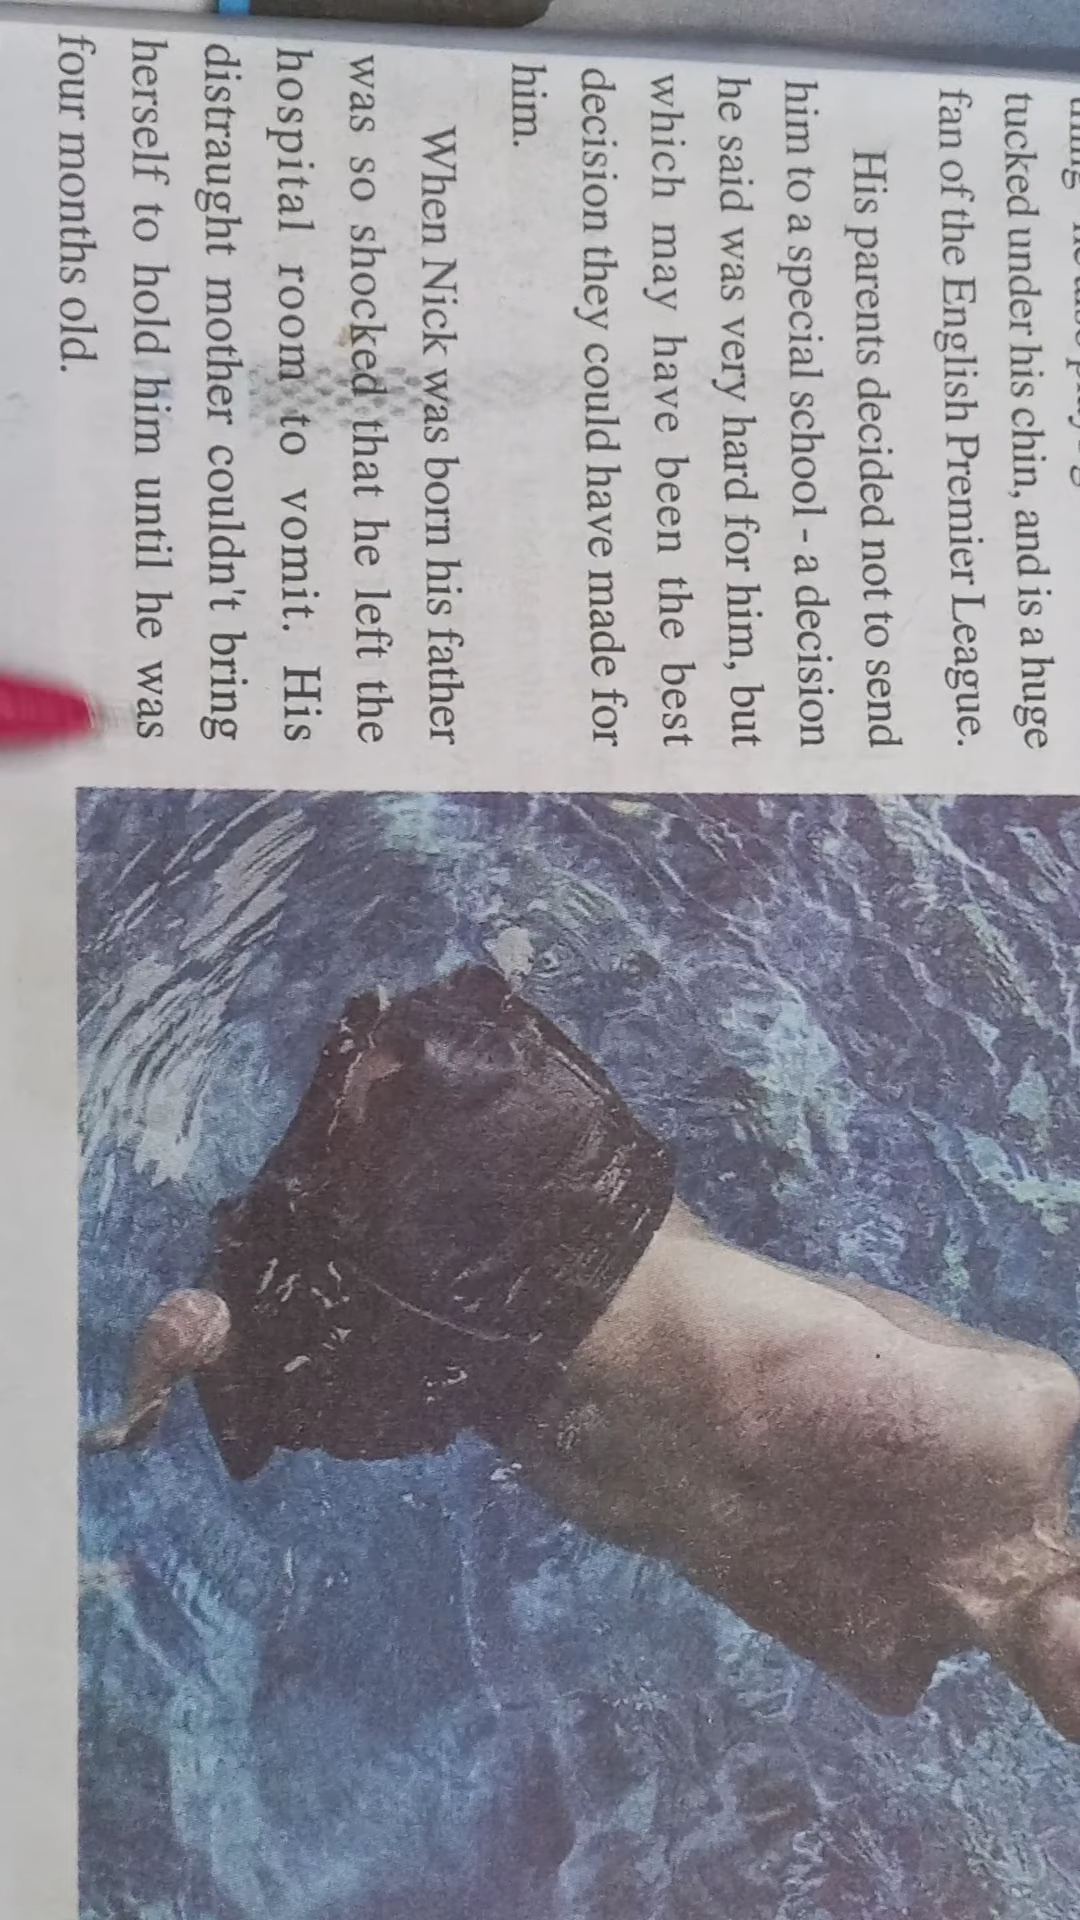 tucked under his chin, and is a huge
fan of the English Premier League.
His parents decided not to send
him to a special school - a decision
he said was very hard for him, but
which may have been the best
decision they could have made for
him.
When Nick was born his father
was so shocked that he left the
hospital room to vomit. His
distraught mother couldn't bring
herself to hold him until he was
four months old.